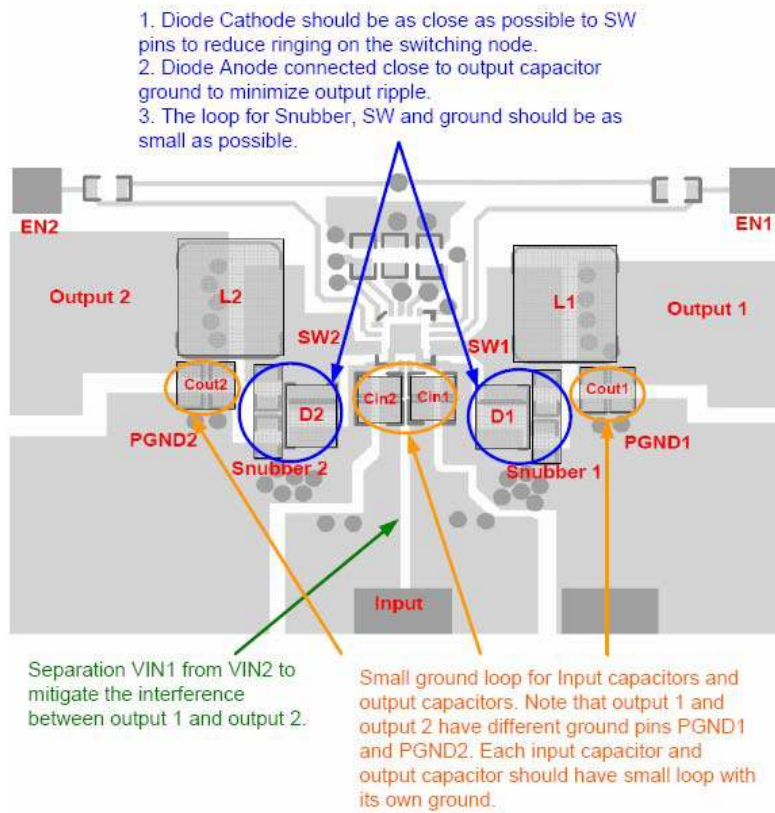 1. Diode Cathode should be as close as possible to SW
pins to reduce ringing on the switching node.
2. Diode Anode connected close to output capacitor
ground to minimize output ripple.
3. The loop for Snubber, SW and ground should be as
small as possible.
EN2
EN1
Output 2
L2
L1
Output 1
SW2
SW1
Cout2
D2
Cin2
Cin1
D1
Cout1
PGND2
PGND1
Snubber 2
Snubber 1
Input
Separation VIN1 from VIN2 to
mitigate the interference
between output 1 and output 2.
Small ground loop for Input capacitors and
output capacitors. Note that output 1 and
output 2 have different ground pins PGND1
and PGND2. Each input capacitor and
output capacitor should have small loop with
its own ground.